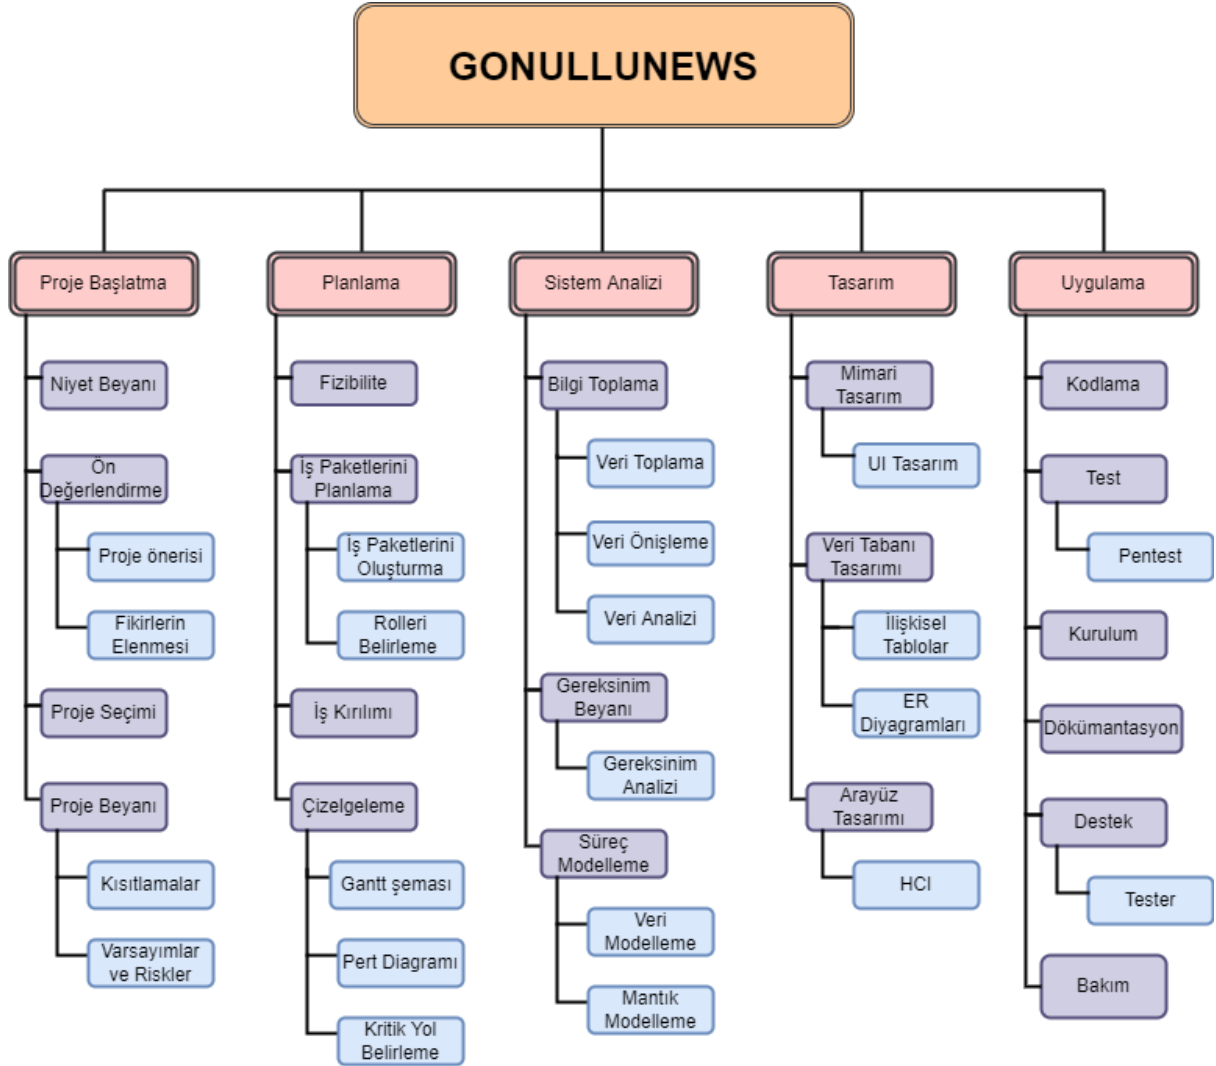 GONULLUNEWS
Proje Başlatma
Niyet Beyanı
Ön
Değerlendirme
Proje önerisi
Fikirlerin
Elenmesi
Proje Seçimi
Proje Beyanı
Kısıtlamalar
Varsayımlar
ve Riskler
Planlama
Fizibilite
İş Paketlerini
Planlama
İş Paketlerini
Oluşturma
Rolleri
Belirleme
İş Kırılımı
Çizelgeleme
Gantt şeması
Pert Diagramı
Kritik Yol
Belirleme
Sistem Analizi
Bilgi Toplama
Veri Toplama
Veri Önişleme
Veri Analizi
Gereksinim
Beyanı
Gereksinim
Analizi
Süreç
Modelleme
Veri
Modelleme
Mantık
Modelleme
Tasarım
Mimari
Tasarım
UI Tasarım
Veri Tabanı
Tasarımı
İlişkisel
Tablolar
ER
Diyagramları
Arayüz
Tasarımı
HCI
Uygulama
Kodlama
Test
Pentest
Kurulum
Dökümantasyon
Destek
Tester
Bakım